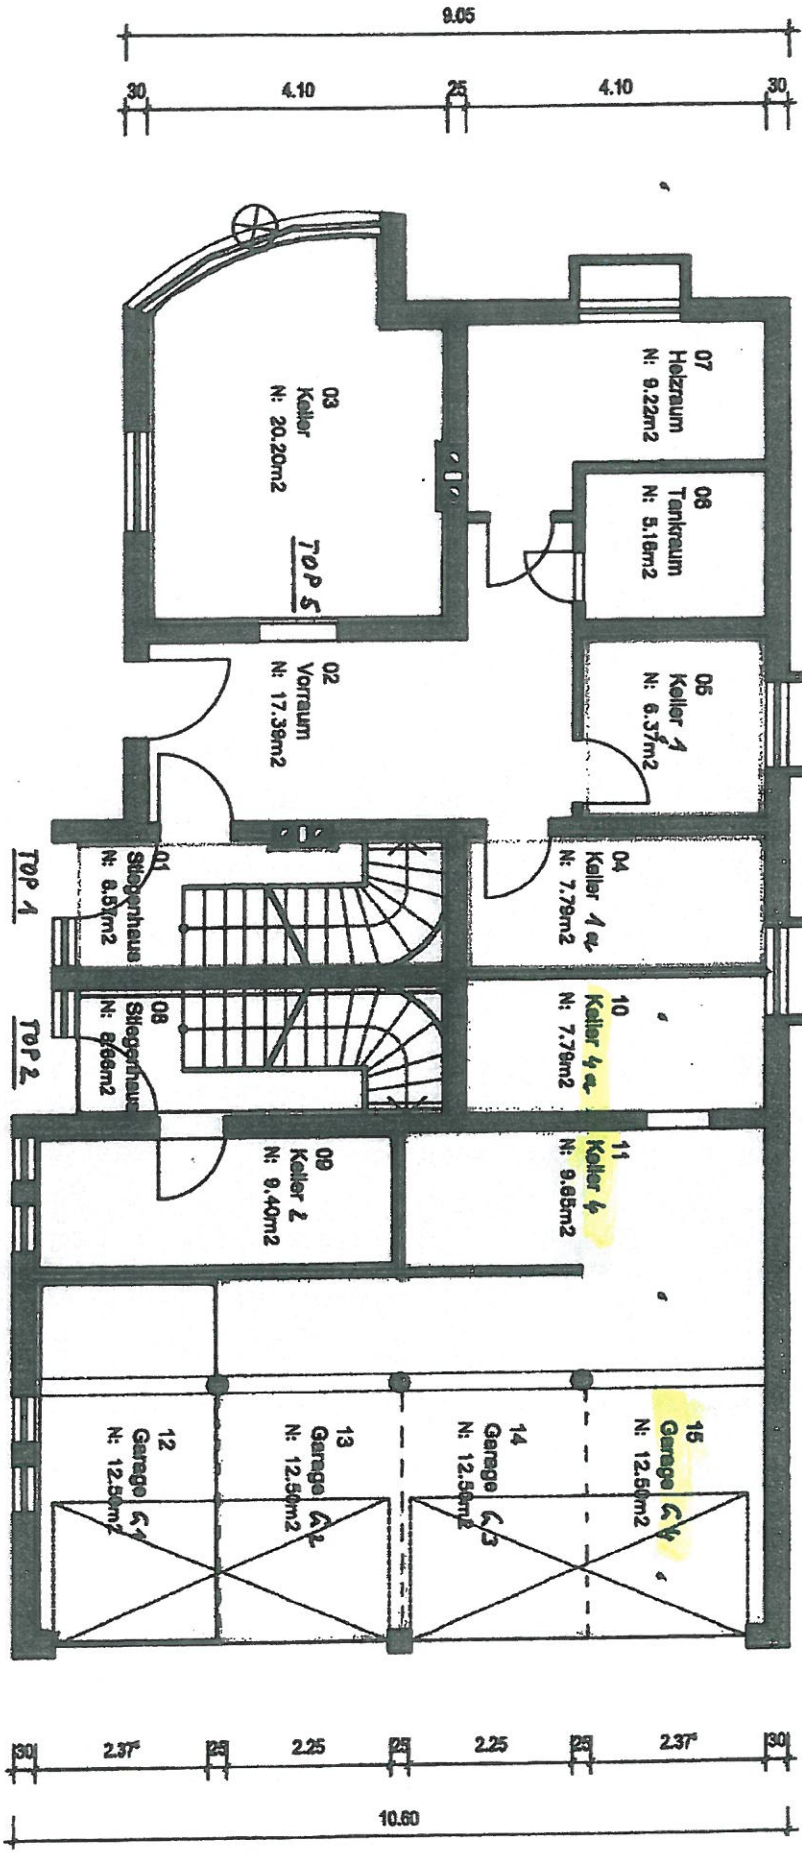 9.05
30
4.10
25
4.10
30
07
Holzraum
N: 9.22m2
06
Tankraum
N: 5.16m2
05
Keller 1
N: 6.37m2
03
Keller
N: 20.20m2
TOP 5
02
Vorraum
N: 17.39m2
04
Keller 1a
N: 7.79m2
01
Stiegenhaus
N: 8.57m2
TOP 1
10
Keller 4a
N: 7.79m2
08
Stiegenhaus
N: 8.66m2
TOP 2
11
Keller 4
N: 9.65m2
09
Keller 2
N: 9.40m2
15
Garage G4
N: 12.50m2
14
Garage G3
N: 12.50m2
13
Garage G2
N: 12.50m2
12
Garage G1
N: 12.50m2
30
2.37⁵
25
2.25
25
2.25
25
2.37⁵
30
10.60